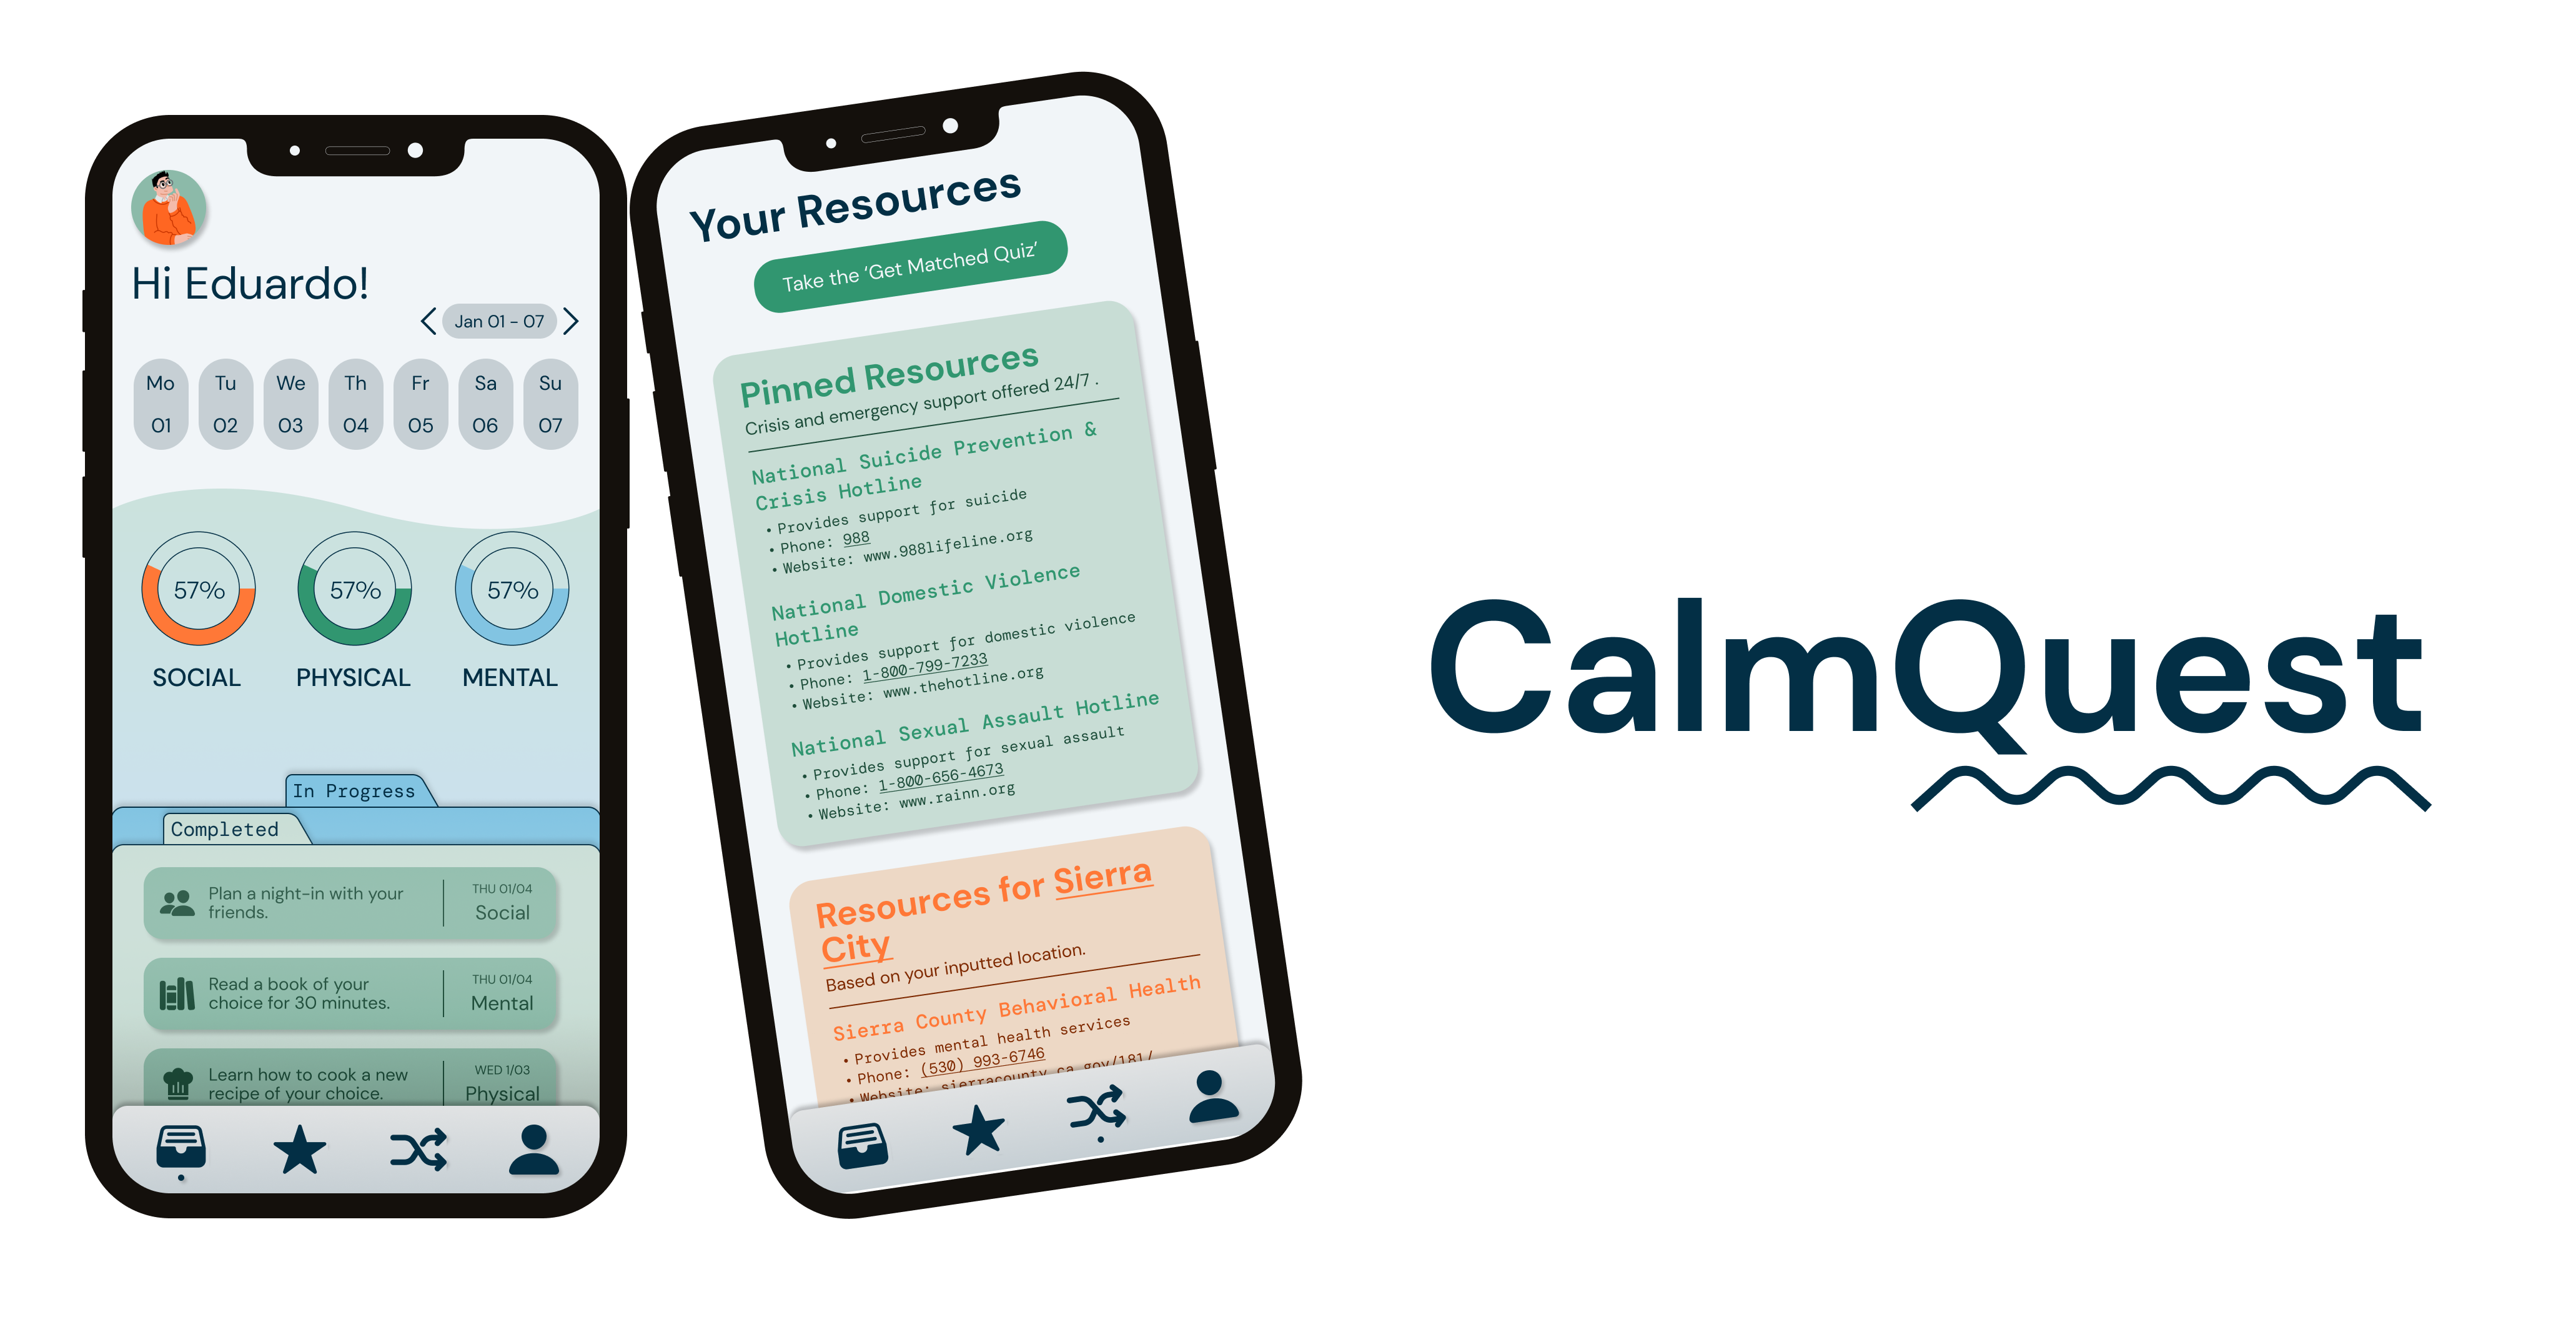 Hi Eduardo!
Jan 01 - 07
Mo Tu We Th Fr Sa Su
01 02 03 04 05 06 07
57% 57% 57%
SOCIAL PHYSICAL MENTAL
In Progress
Completed
Plan a night-in with your
friends.
THU 01/04
Social
Read a book of your
choice for 30 minutes.
THU 01/04
Mental
Learn how to cook a new
recipe of your choice.
WED 1/03
Physical
Your Resources
Take the ‘Get Matched Quiz’
Pinned Resources
Crisis and emergency support offered 24/7 .
National Suicide Prevention &
Crisis Hotline
• Provides support for suicide
• Phone: 988
• Website: www.988lifeline.org
National Domestic Violence
Hotline
• Provides support for domestic violence
• Phone: 1-800-799-7233
• Website: www.thehotline.org
National Sexual Assault Hotline
• Provides support for sexual assault
• Phone: 1-800-656-4673
• Website: www.rainn.org
Resources for Sierra
City
Based on your inputted location.
Sierra County Behavioral Health
• Provides mental health services
• Phone: (530) 993-6746
• Website: sierracounty.ca.gov/181/
CalmQuest